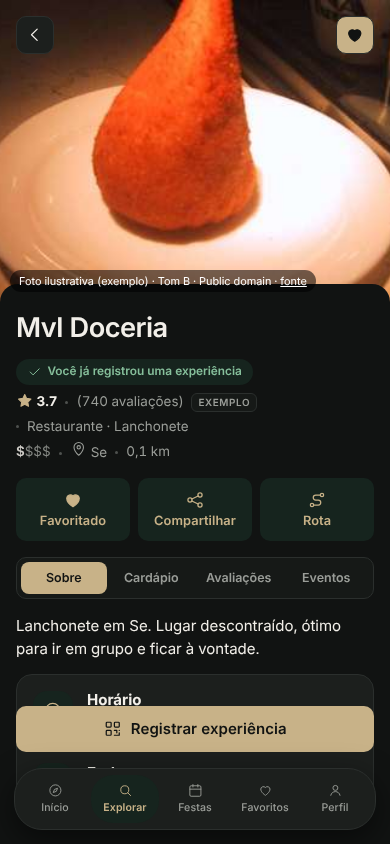 Foto ilustrativa (exemplo) · Tom B · Public domain · fonte
Mvl Doceria
Você já registrou uma experiência
3.7 · (740 avaliações) EXEMPLO
· Restaurante · Lanchonete
$$$$ · Se · 0,1 km
Favoritado Compartilhar Rota
Sobre Cardápio Avaliações Eventos
Lanchonete em Se. Lugar descontraído, ótimo
para ir em grupo e ficar à vontade.
Horário
Registrar experiência
Início Explorar Festas Favoritos Perfil